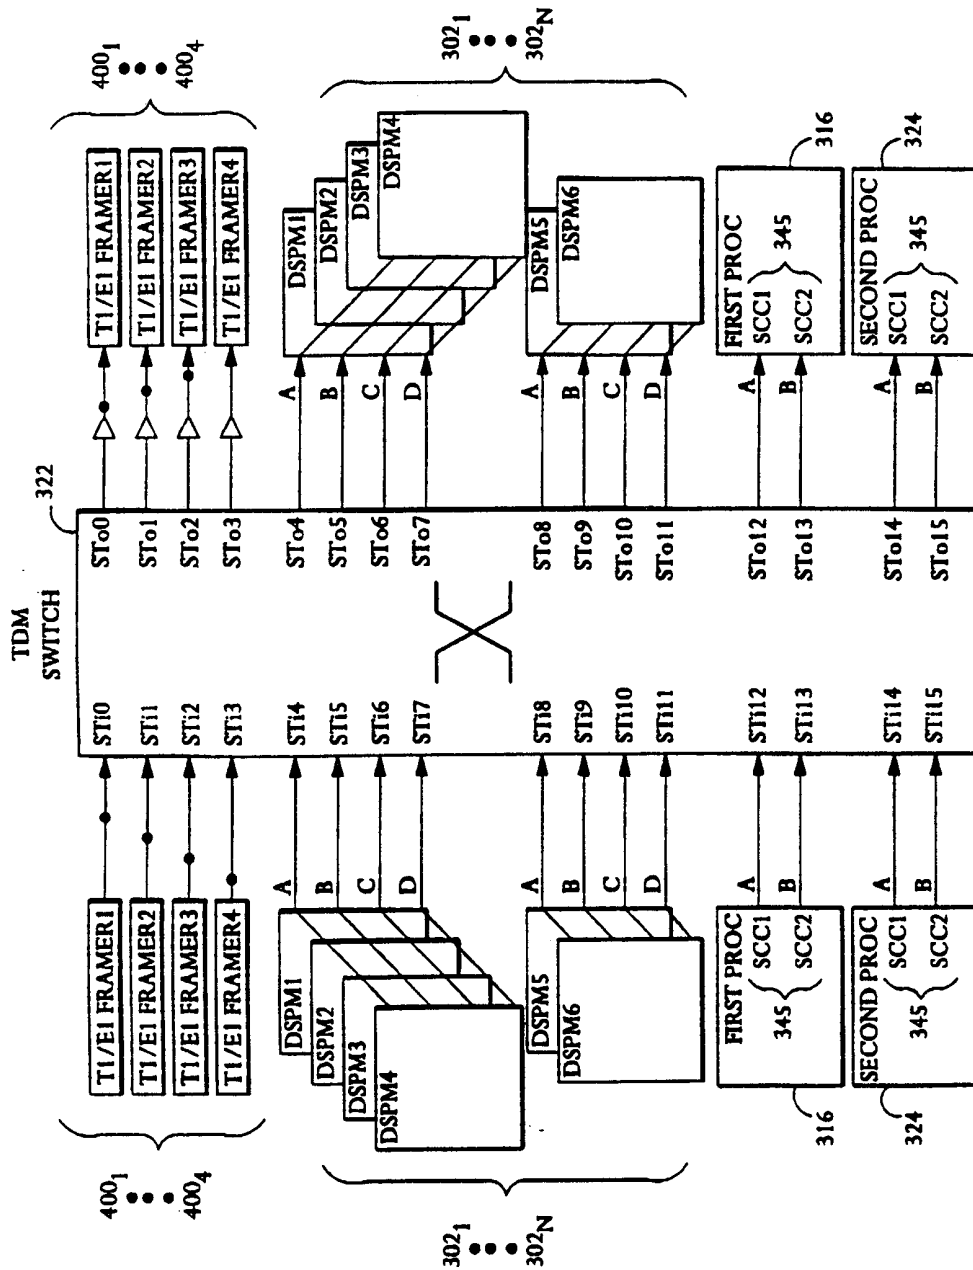 TDM
SWITCH
322
400₁
• • •
400₄
T1/E1 FRAMER1
T1/E1 FRAMER2
T1/E1 FRAMER3
T1/E1 FRAMER4
STi0
STi1
STi2
STi3
302₁
• • •
302N
DSPM1
DSPM2
DSPM3
DSPM4
A
B
C
D
STi4
STi5
STi6
STi7
DSPM5
DSPM6
A
B
C
D
STi8
STi9
STi10
STi11
316
FIRST PROC
345
SCC1
SCC2
A
B
STi12
STi13
324
SECOND PROC
345
SCC1
SCC2
A
B
STi14
STi15
STo0
STo1
STo2
STo3
T1/E1 FRAMER1
T1/E1 FRAMER2
T1/E1 FRAMER3
T1/E1 FRAMER4
400₁
• • •
400₄
STo4
STo5
STo6
STo7
A
B
C
D
DSPM1
DSPM2
DSPM3
DSPM4
302₁
• • •
302N
STo8
STo9
STo10
STo11
A
B
C
D
DSPM5
DSPM6
STo12
STo13
A
B
FIRST PROC
SCC1
SCC2
345
316
STo14
STo15
A
B
SECOND PROC
SCC1
SCC2
345
324